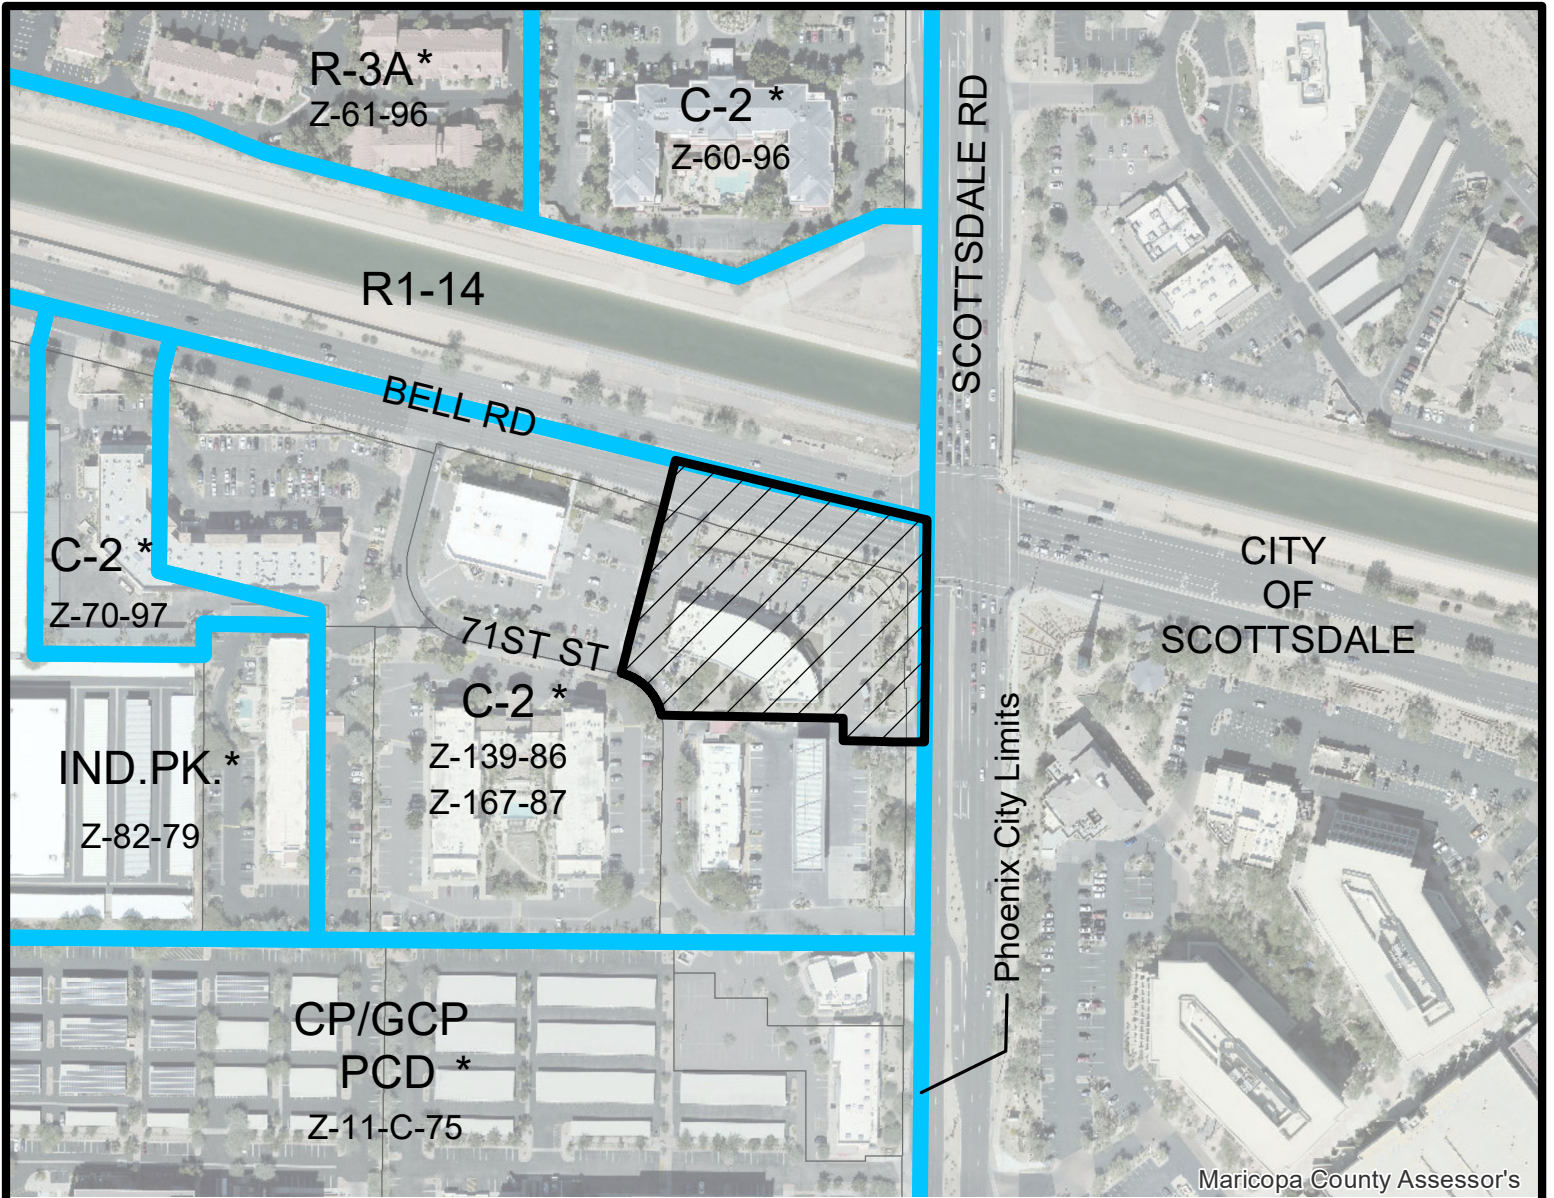 R-3A*
Z-61-96
C-2 *
Z-60-96
SCOTTSDALE RD
R1-14
BELL RD
C-2 *
Z-70-97
71ST ST
C-2 *
Z-139-86
Z-167-87
CITY
OF
SCOTTSDALE
IND.PK.*
Z-82-79
Phoenix City Limits
CP/GCP
PCD *
Z-11-C-75
Maricopa County Assessor's